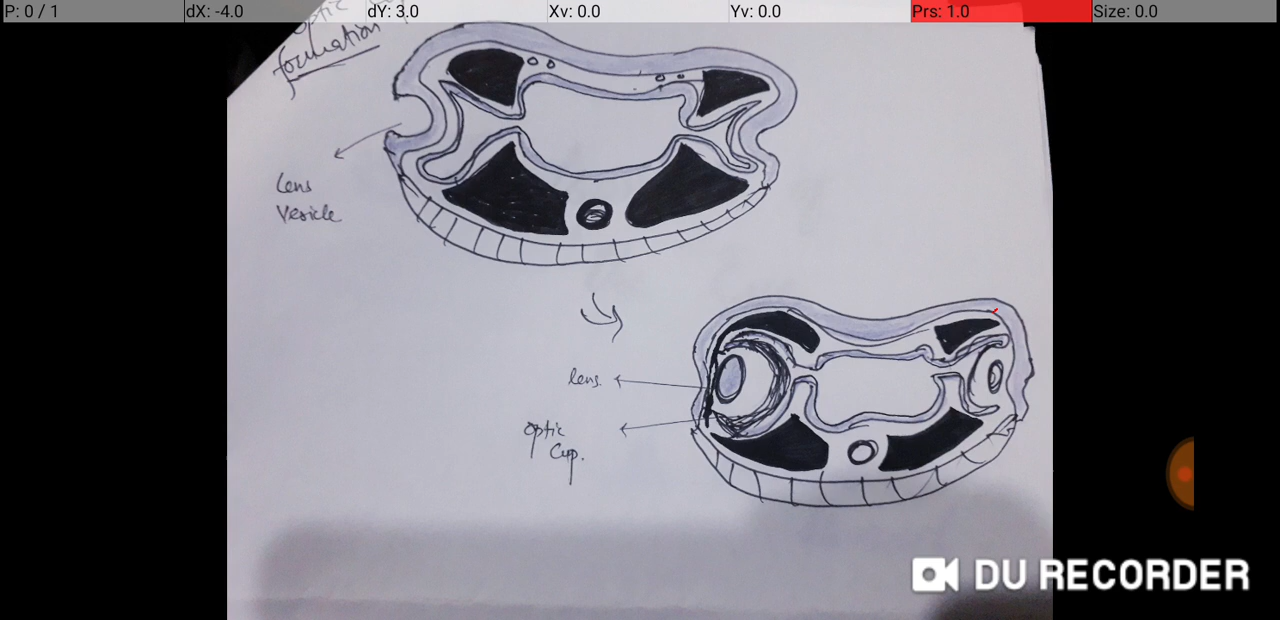 P: 0 / 1 dX: -4.0 dY: 3.0 Xv: 0.0 Yv: 0.0 Prs: 1.0 Size: 0.0
optic
formation
Lens
Vesicle
lens
optic
Cup.
DU RECORDER